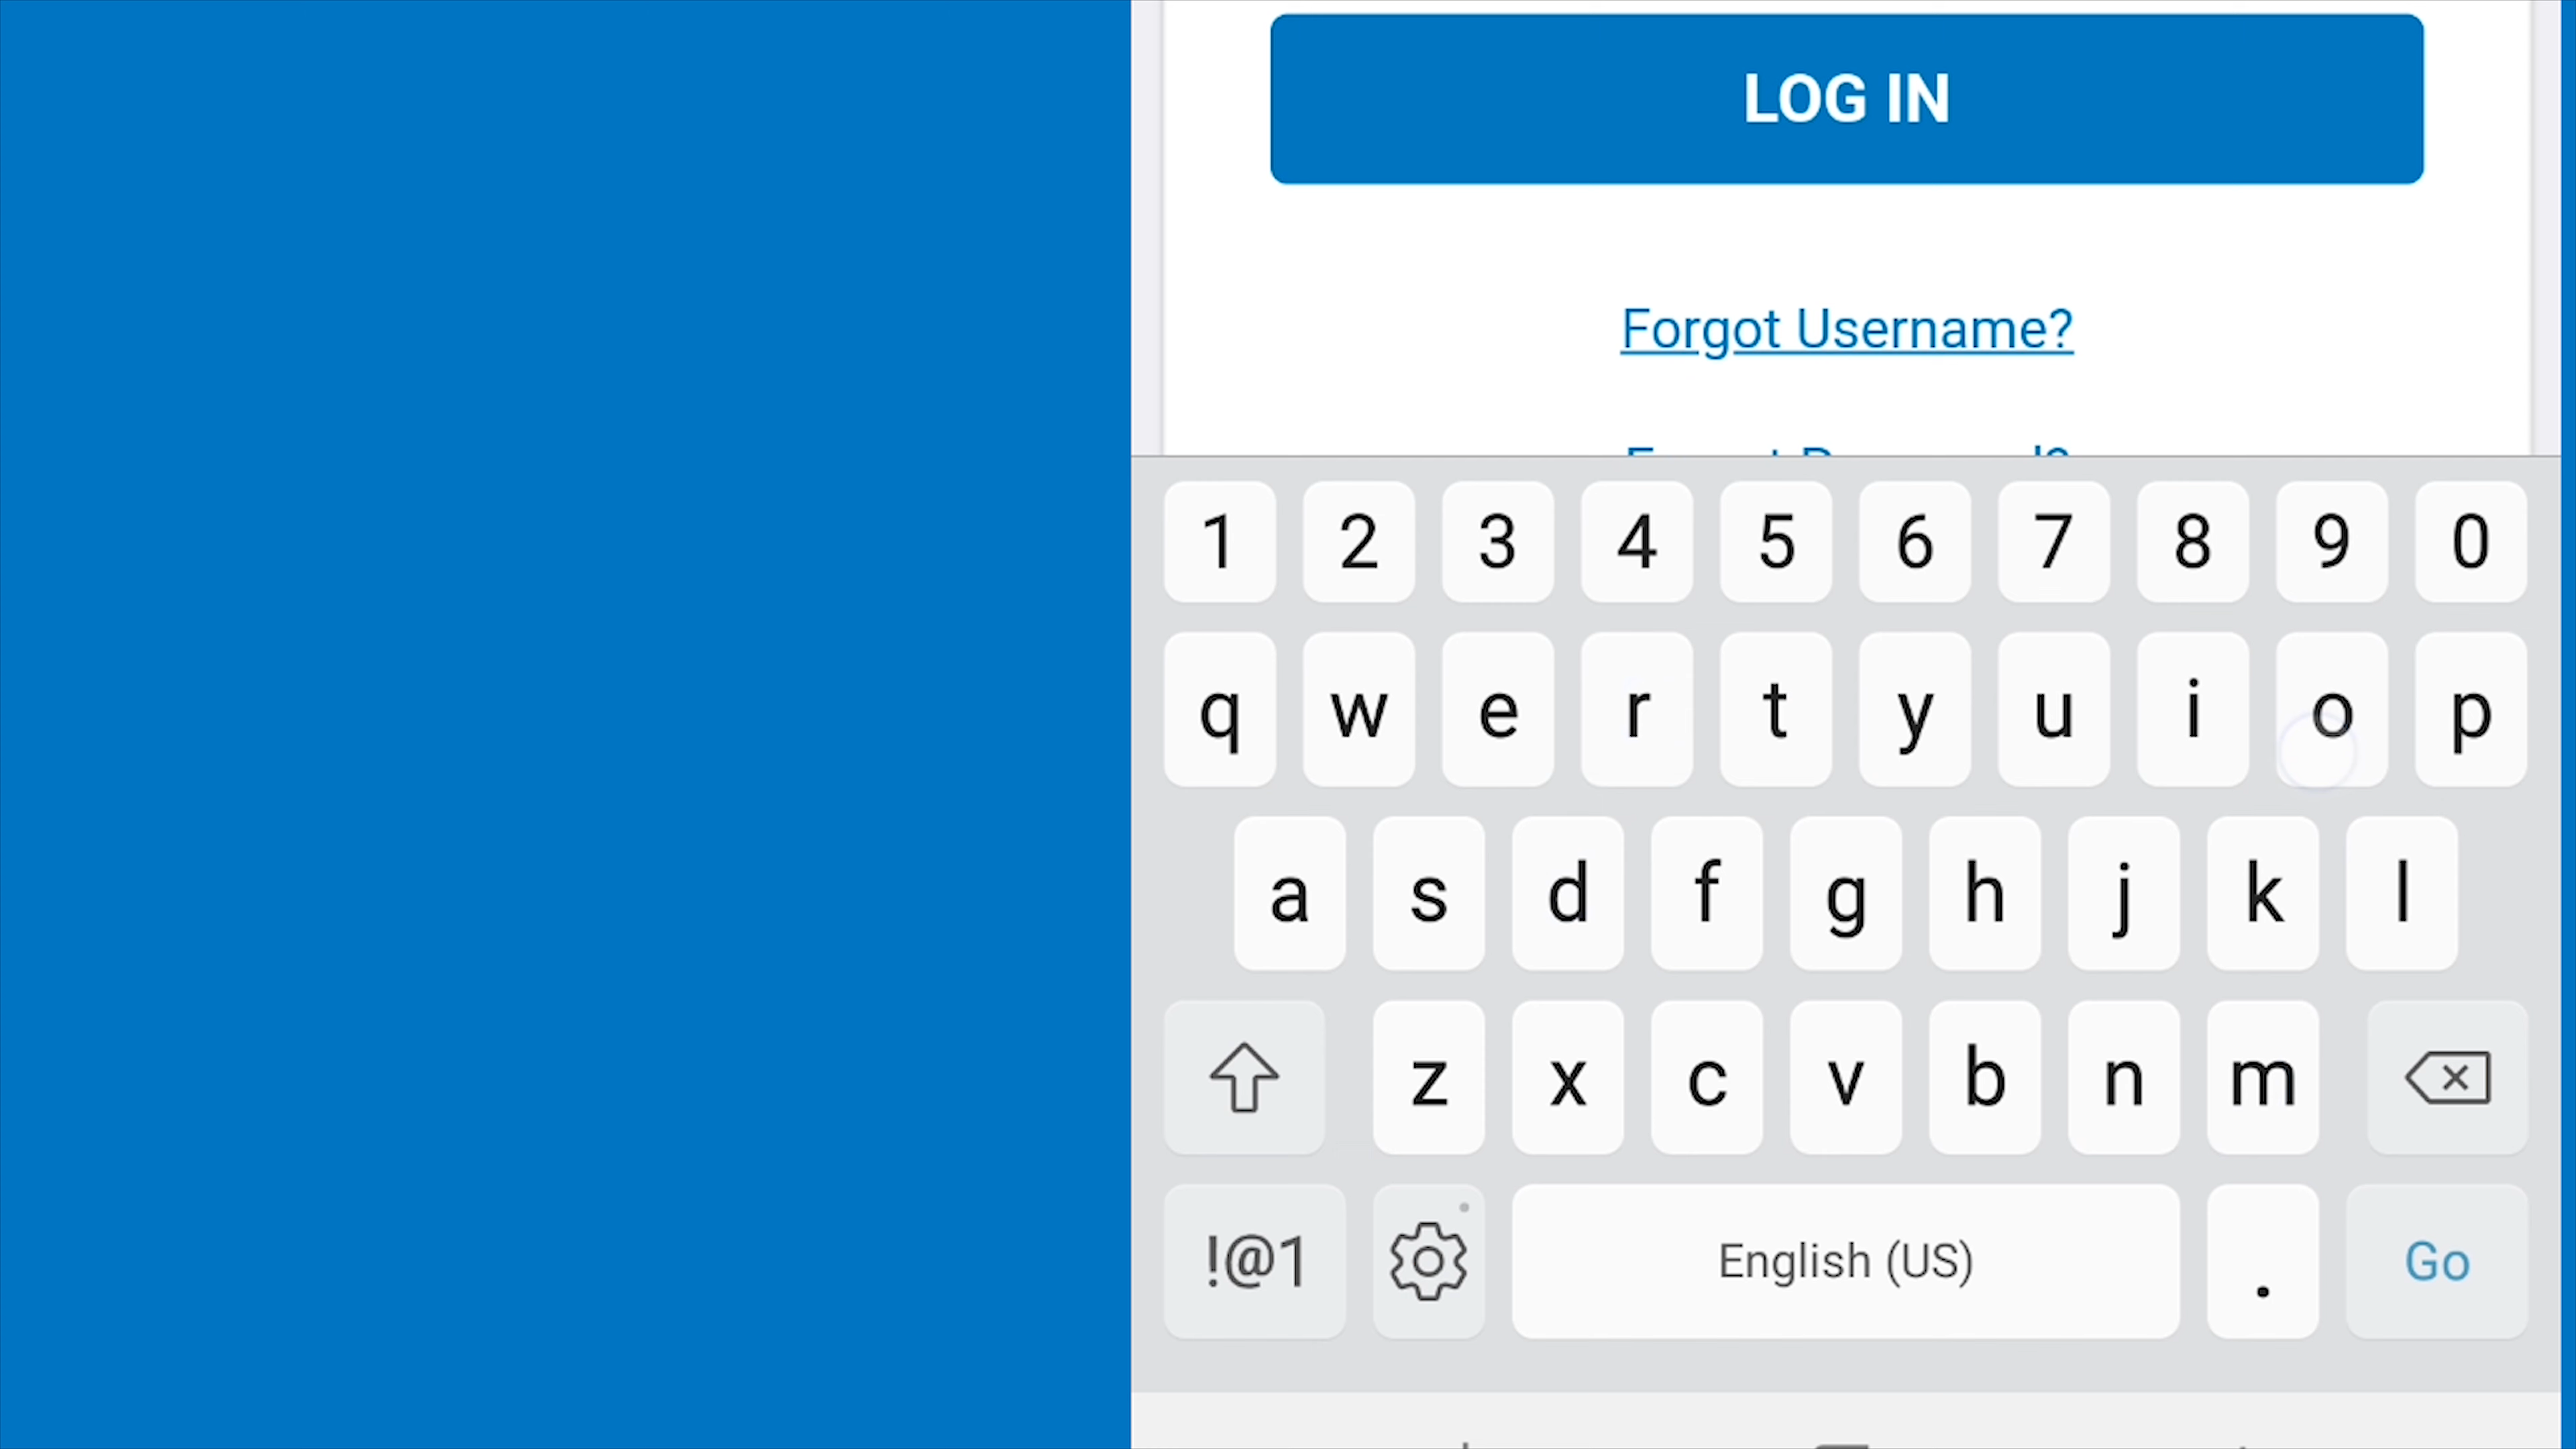 LOG IN
Forgot Username?
1 2 3 4 5 6 7 8 9 0
q w e r t y u i o p
a s d f g h j k l
z x c v b n m
!@1 English (US) . Go